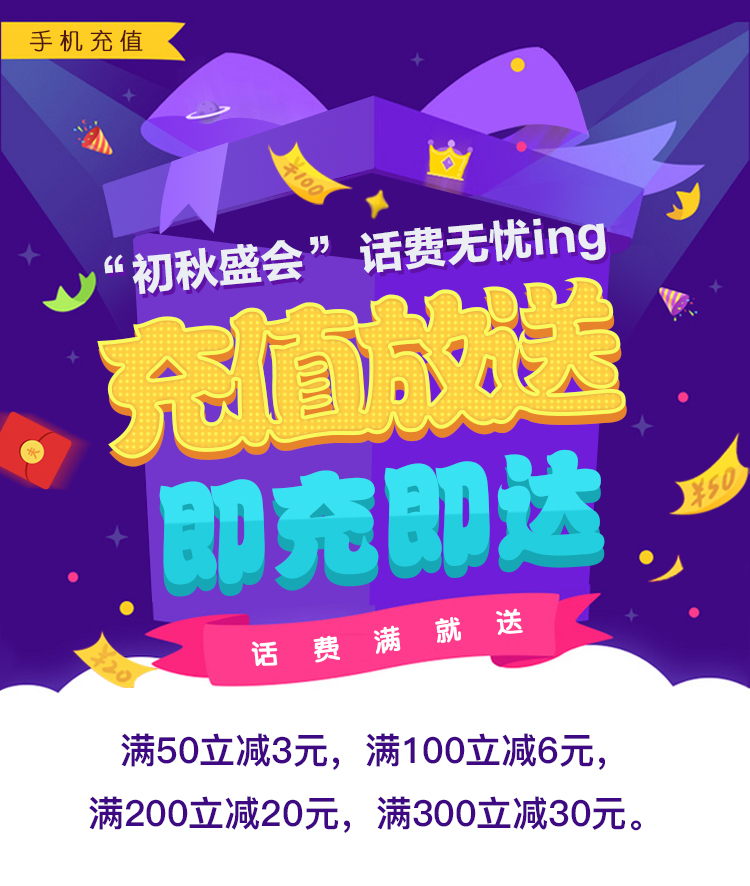 手机充值
¥100
“初秋盛会” 话费无忧ing
充值放送
¥50
即充即达
¥20
话费满就送
满50立减3元，满100立减6元，
满200立减20元，满300立减30元。